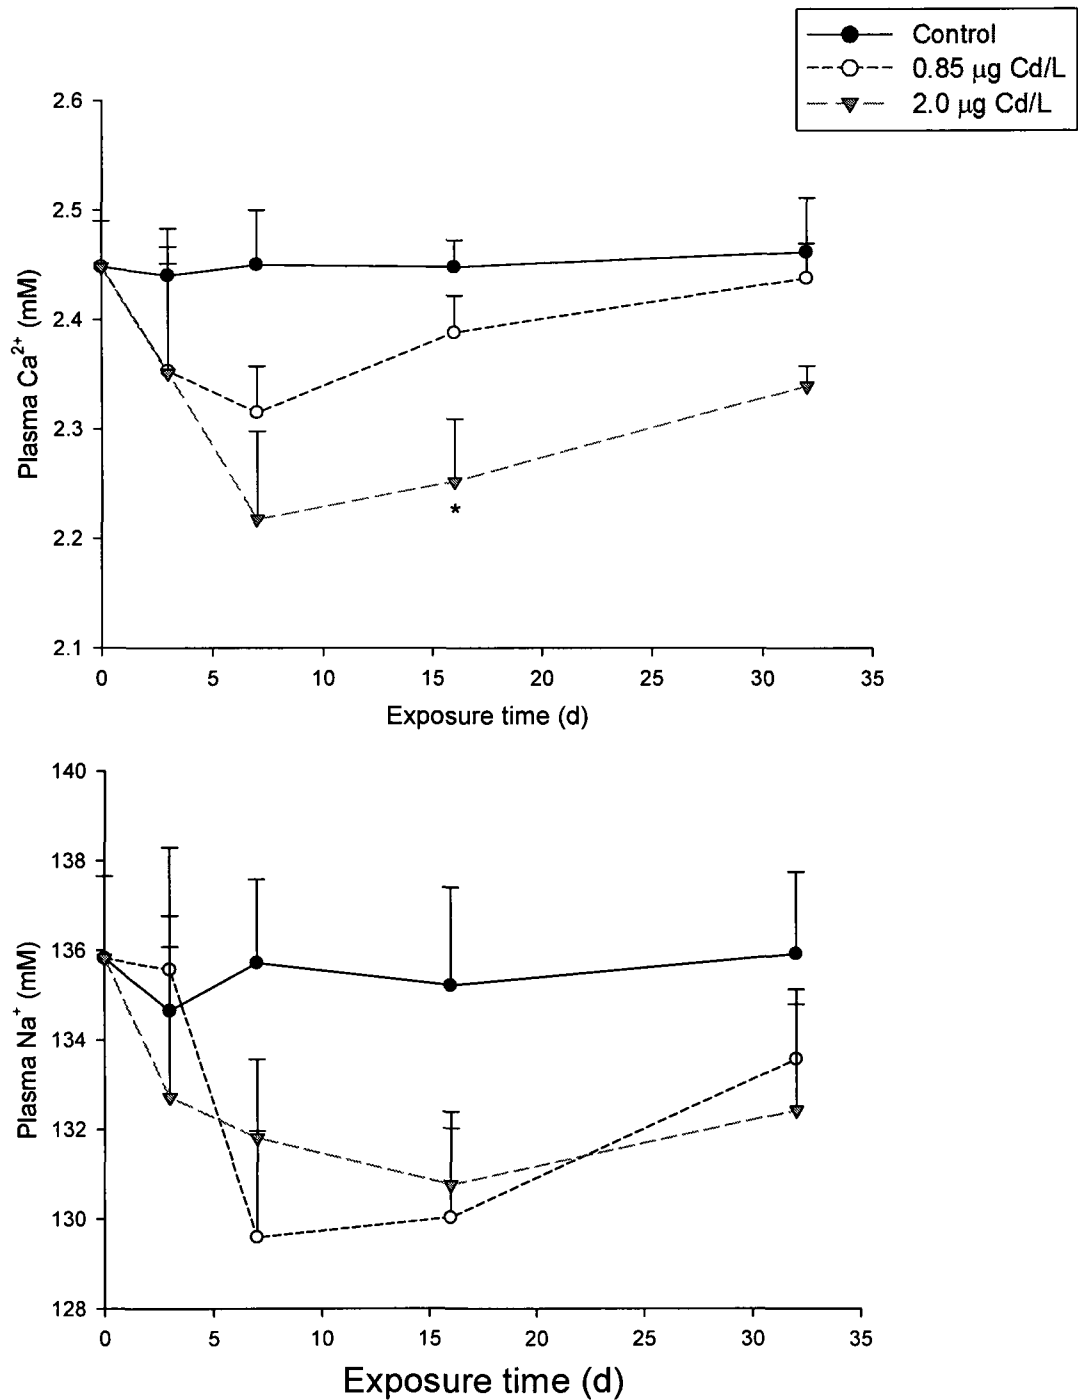 Control
0.85 µg Cd/L
2.0 µg Cd/L
2.6
2.5
2.4
2.3
2.2
2.1
Plasma Ca²⁺ (mM)
*
0 5 10 15 20 25 30 35
Exposure time (d)
140
138
136
134
132
130
128
Plasma Na⁺ (mM)
0 5 10 15 20 25 30 35
Exposure time (d)